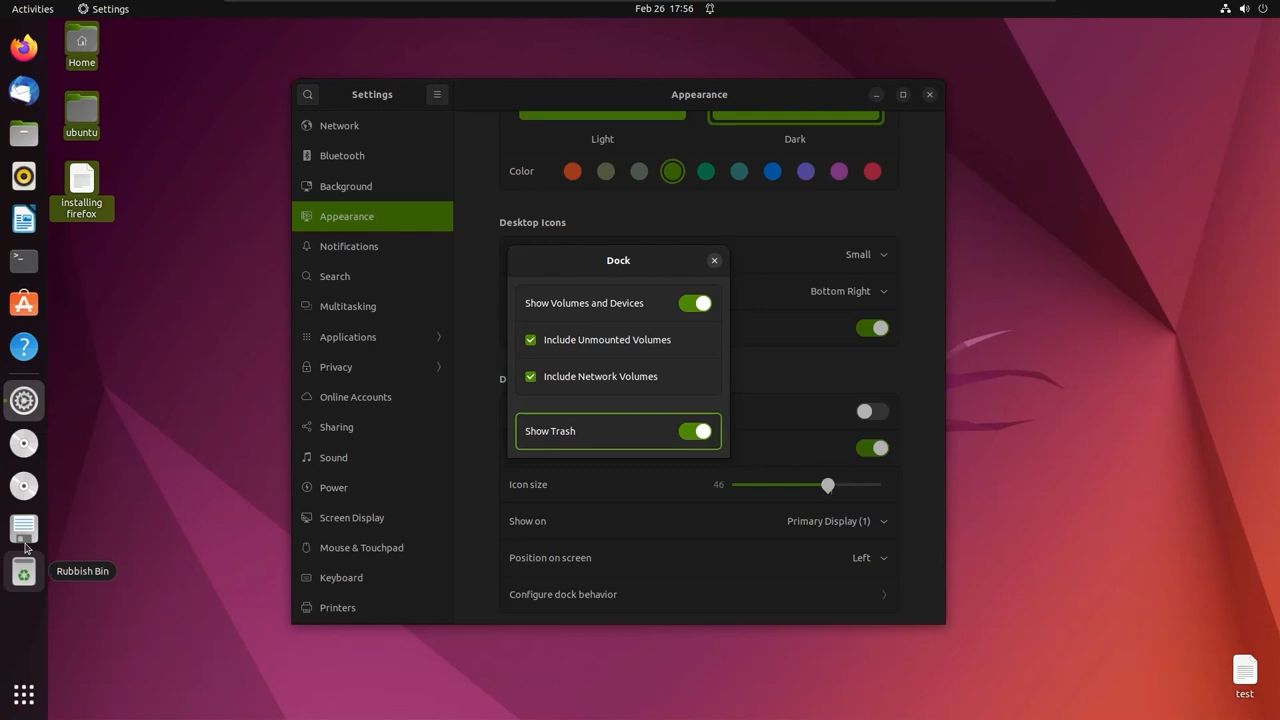 Activities
Settings
Feb 26 17:56
Home
ubuntu
installing
firefox
Rubbish Bin
Settings
Network
Bluetooth
Background
Appearance
Notifications
Search
Multitasking
Applications
Privacy
Online Accounts
Sharing
Sound
Power
Screen Display
Mouse & Touchpad
Keyboard
Printers
Appearance
Light
Dark
Color
Desktop Icons
Small
Bottom Right
D
Dock
Show Volumes and Devices
Include Unmounted Volumes
Include Network Volumes
Show Trash
Icon size
46
Show on
Primary Display (1)
Position on screen
Left
Configure dock behavior
test